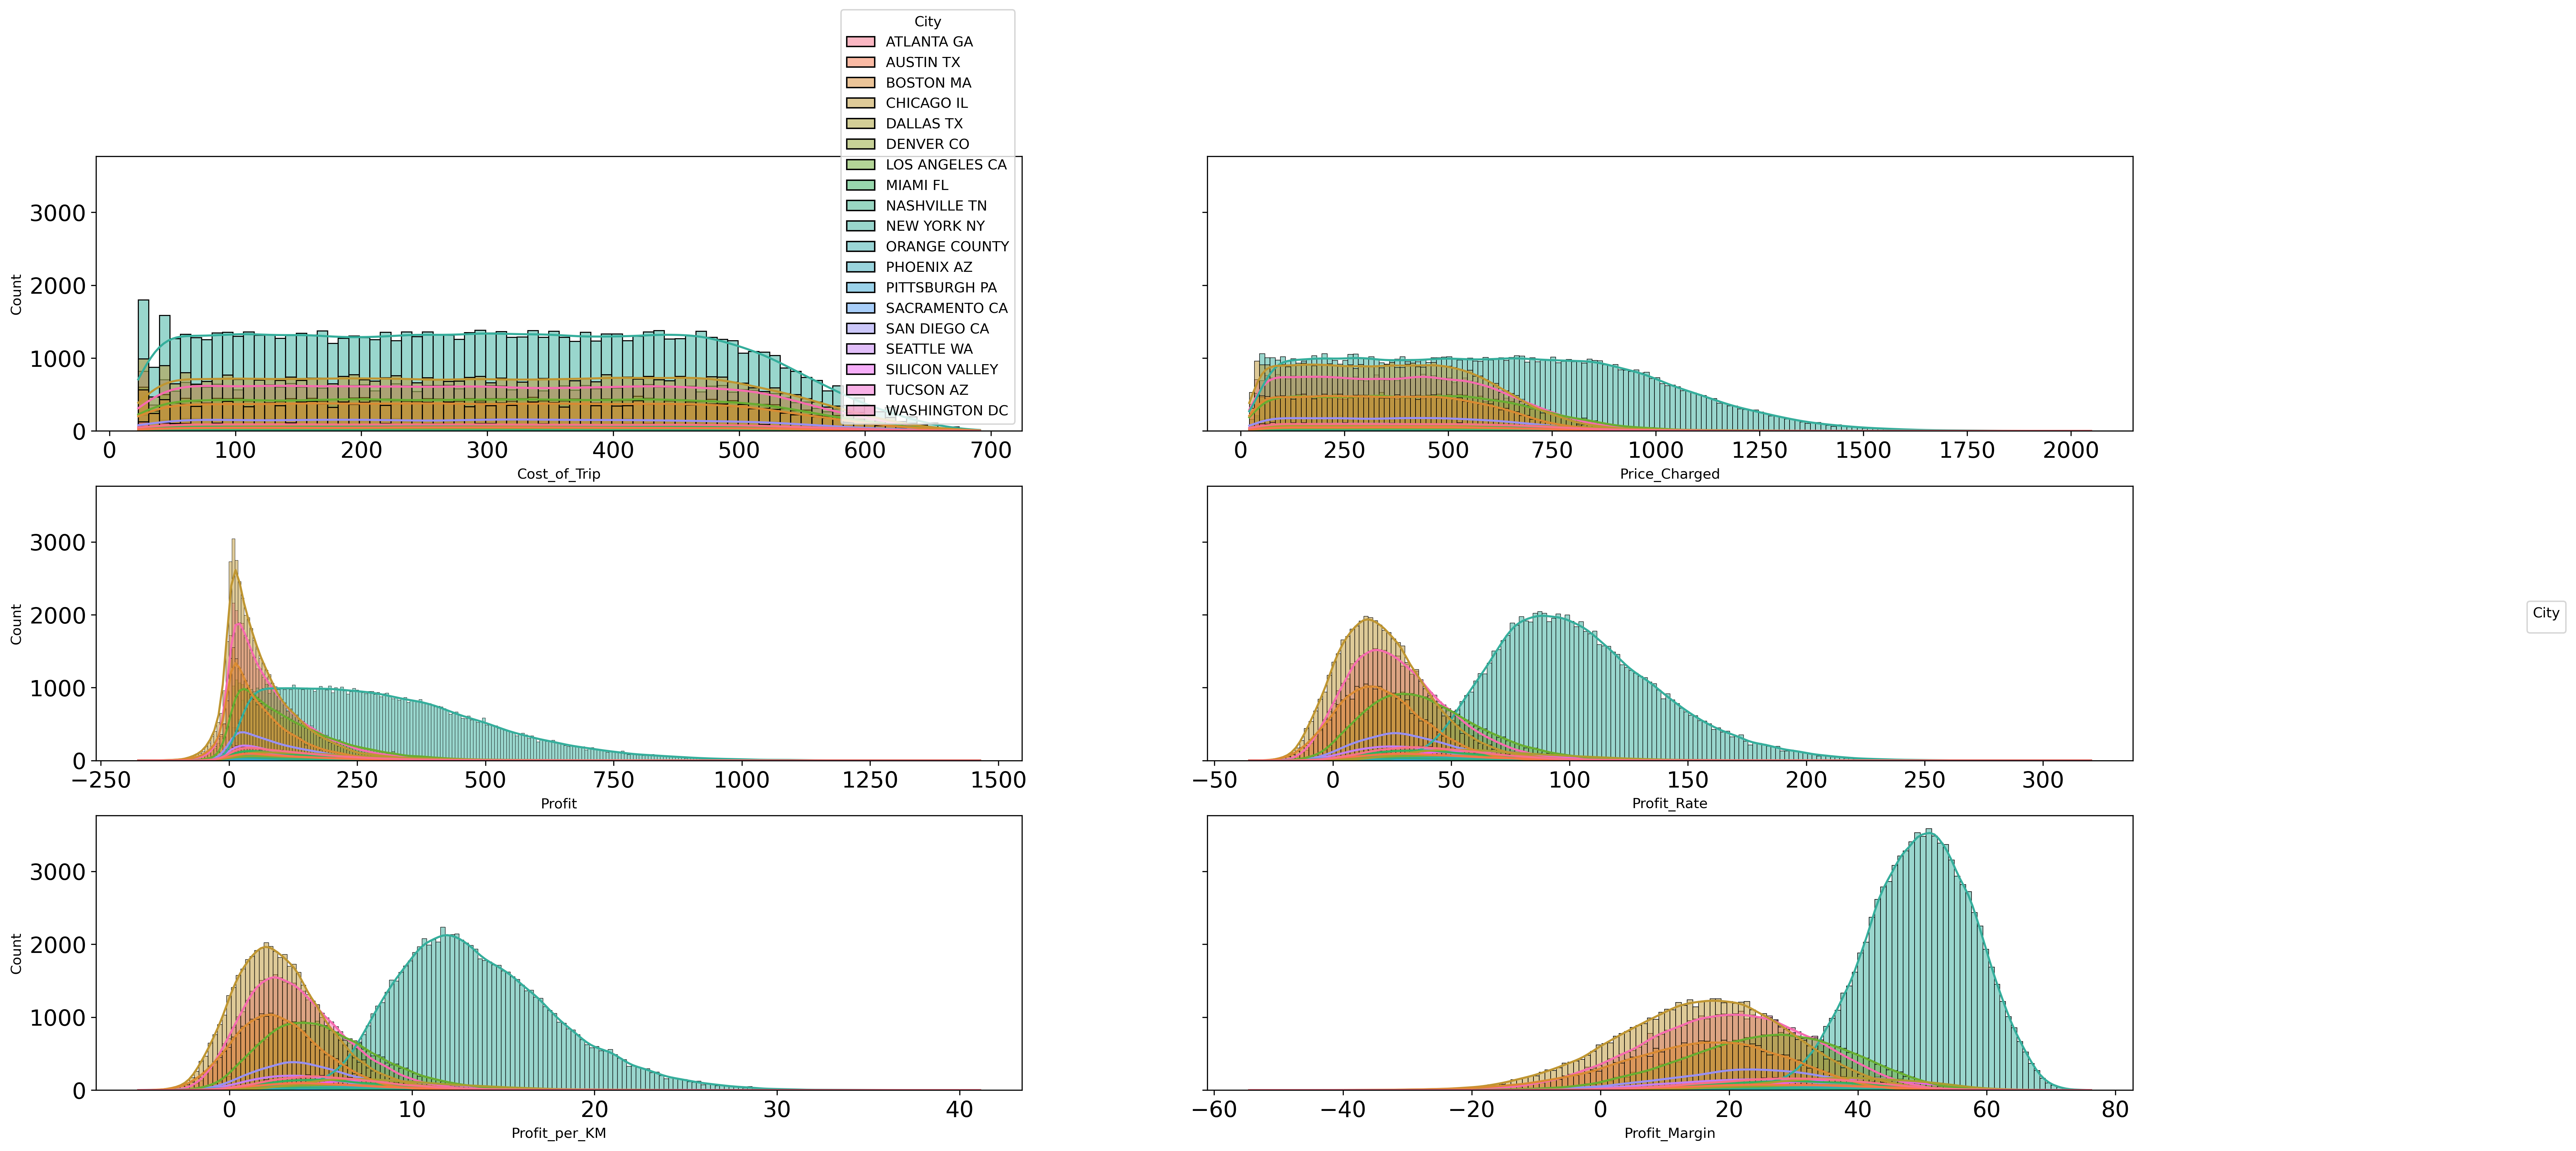 City
ATLANTA GA
AUSTIN TX
BOSTON MA
CHICAGO IL
DALLAS TX
DENVER CO
LOS ANGELES CA
MIAMI FL
NASHVILLE TN
NEW YORK NY
ORANGE COUNTY
PHOENIX AZ
PITTSBURGH PA
SACRAMENTO CA
SAN DIEGO CA
SEATTLE WA
SILICON VALLEY
TUCSON AZ
WASHINGTON DC
3000
2000
1000
0
Count
0 100 200 300 400 500 600 700
Cost_of_Trip
0 250 500 750 1000 1250 1500 1750 2000
Price_Charged
3000
2000
1000
0
Count
−250 0 250 500 750 1000 1250 1500
Profit
−50 0 50 100 150 200 250 300
Profit_Rate
City
3000
2000
1000
0
Count
0 10 20 30 40
Profit_per_KM
−60 −40 −20 0 20 40 60 80
Profit_Margin